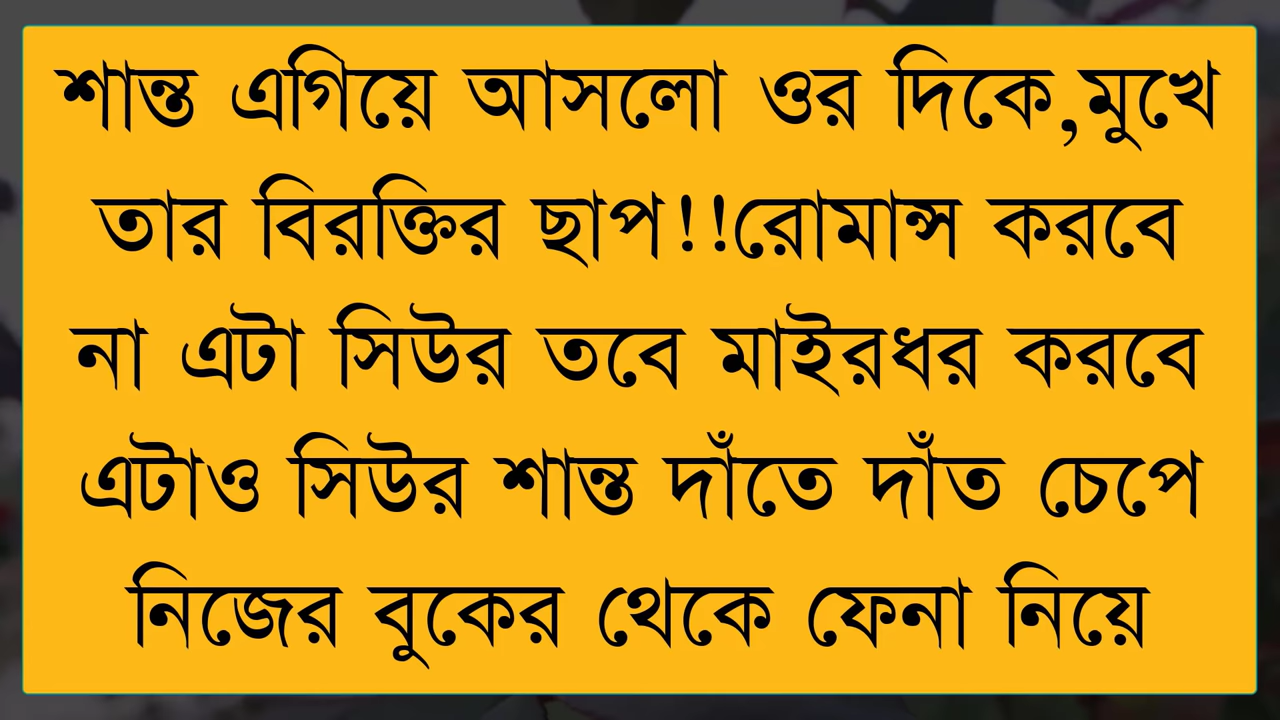 শান্ত এগিয়ে আসলো ওর দিকে,মুখে
তার বিরক্তির ছাপ!!রোমান্স করবে
না এটা সিউর তবে মাইরধর করবে
এটাও সিউর শান্ত দাঁতে দাঁত চেপে
নিজের বুকের থেকে ফেনা নিয়ে